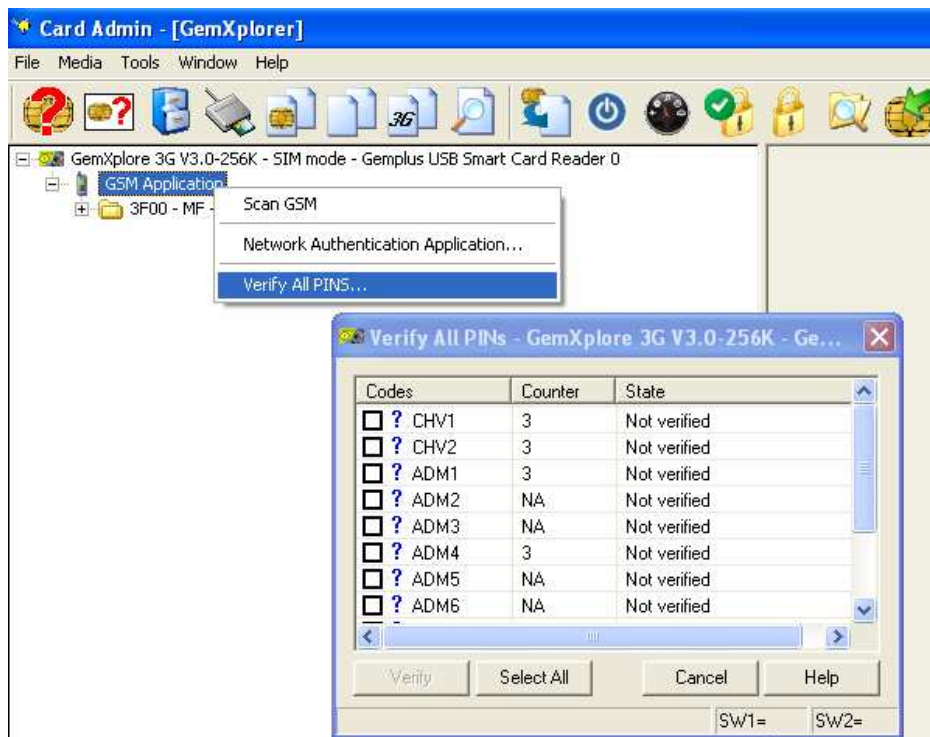 Card Admin - [GemXplorer]
File Media Tools Window Help
? ? 3G
GemXplore 3G V3.0-256K - SIM mode - Gemplus USB Smart Card Reader 0
GSM Application
3F00 - MF -
Scan GSM
Network Authentication Application...
Verify All PINS...
Verify All PINs - GemXplore 3G V3.0-256K - Ge...
Codes Counter State
? CHV1 3 Not verified
? CHV2 3 Not verified
? ADM1 3 Not verified
? ADM2 NA Not verified
? ADM3 NA Not verified
? ADM4 3 Not verified
? ADM5 NA Not verified
? ADM6 NA Not verified
Verify Select All Cancel Help
SW1= SW2=